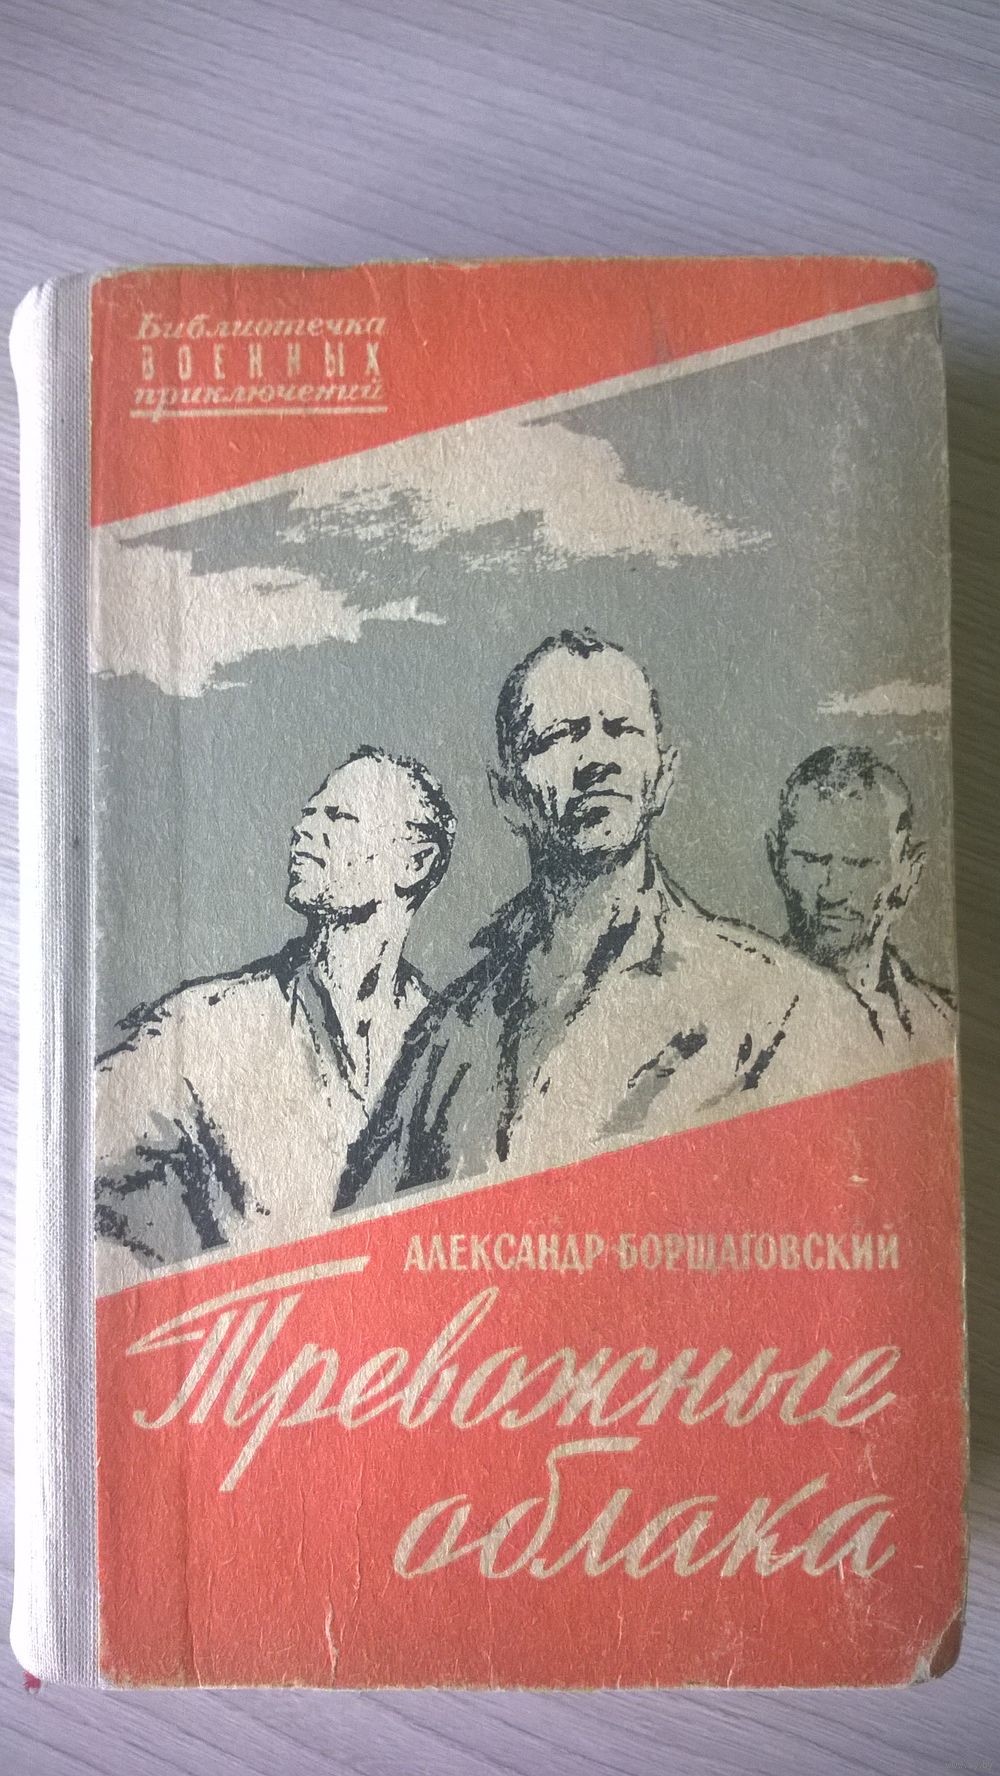 Библиотечка
ВОЕННЫХ
приключений
АЛЕКСАНДР БОРЩАГОВСКИЙ
Тревожные
облака